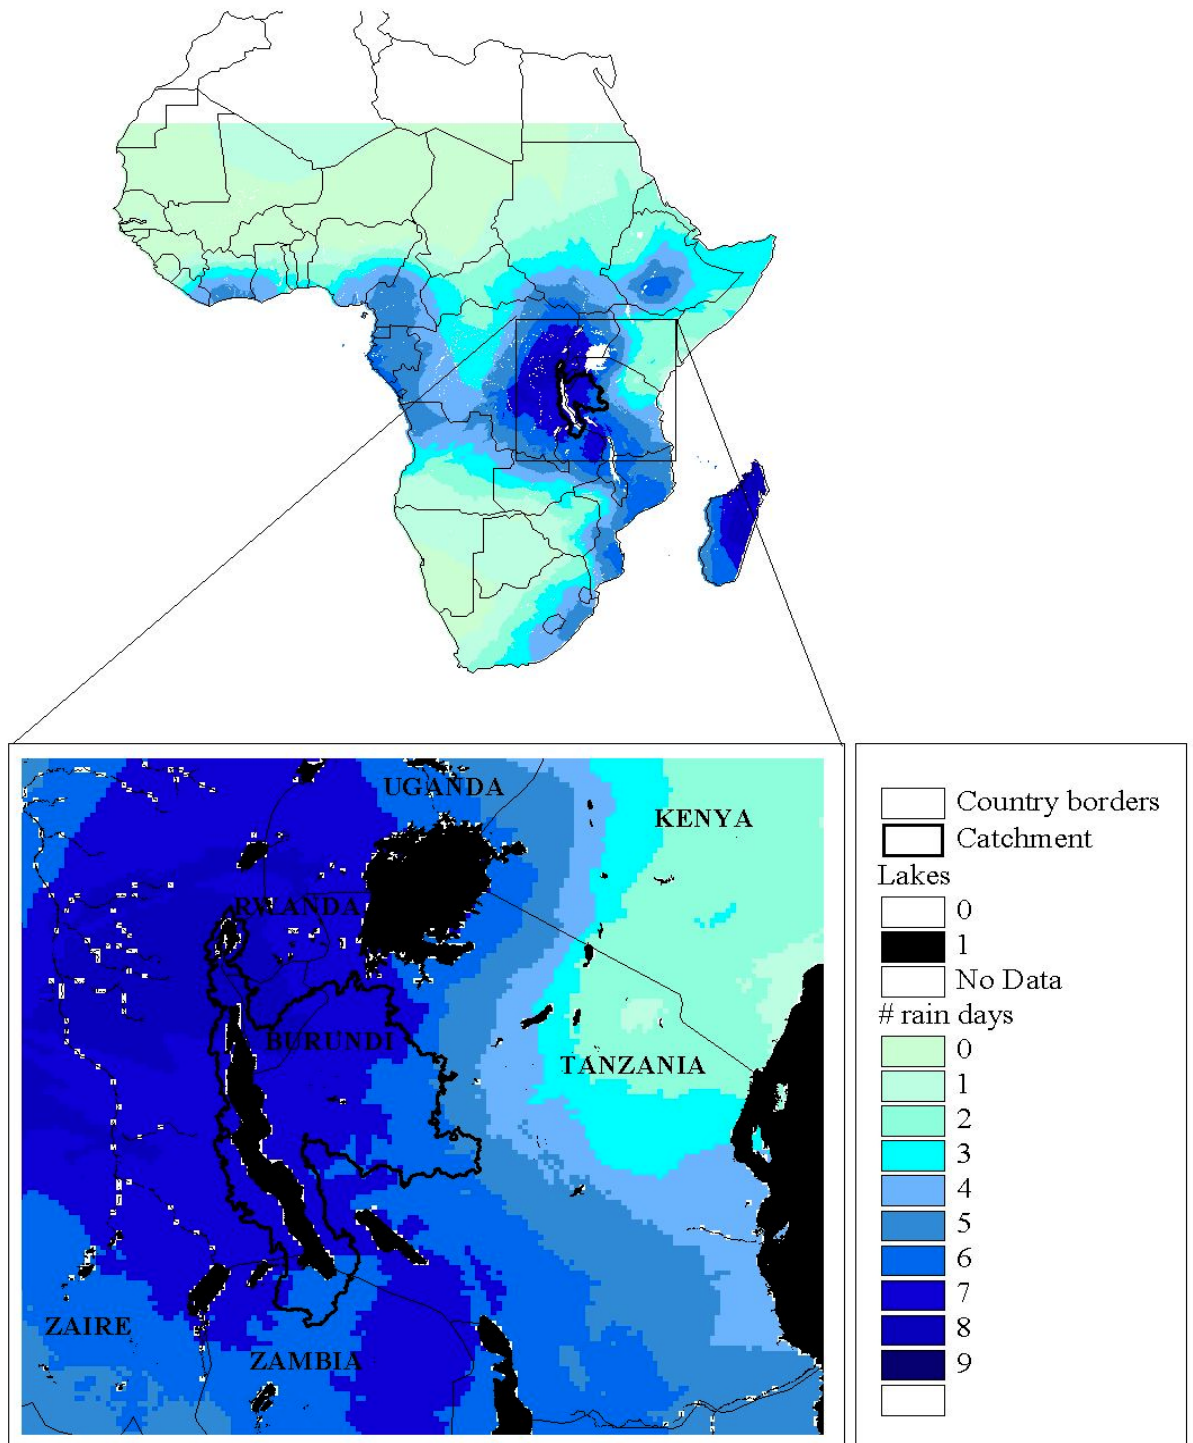 UGANDA
KENYA
RWANDA
BURUNDI
TANZANIA
ZAIRE
ZAMBIA
Country borders
Catchment
Lakes
0
1
No Data
# rain days
0
1
2
3
4
5
6
7
8
9